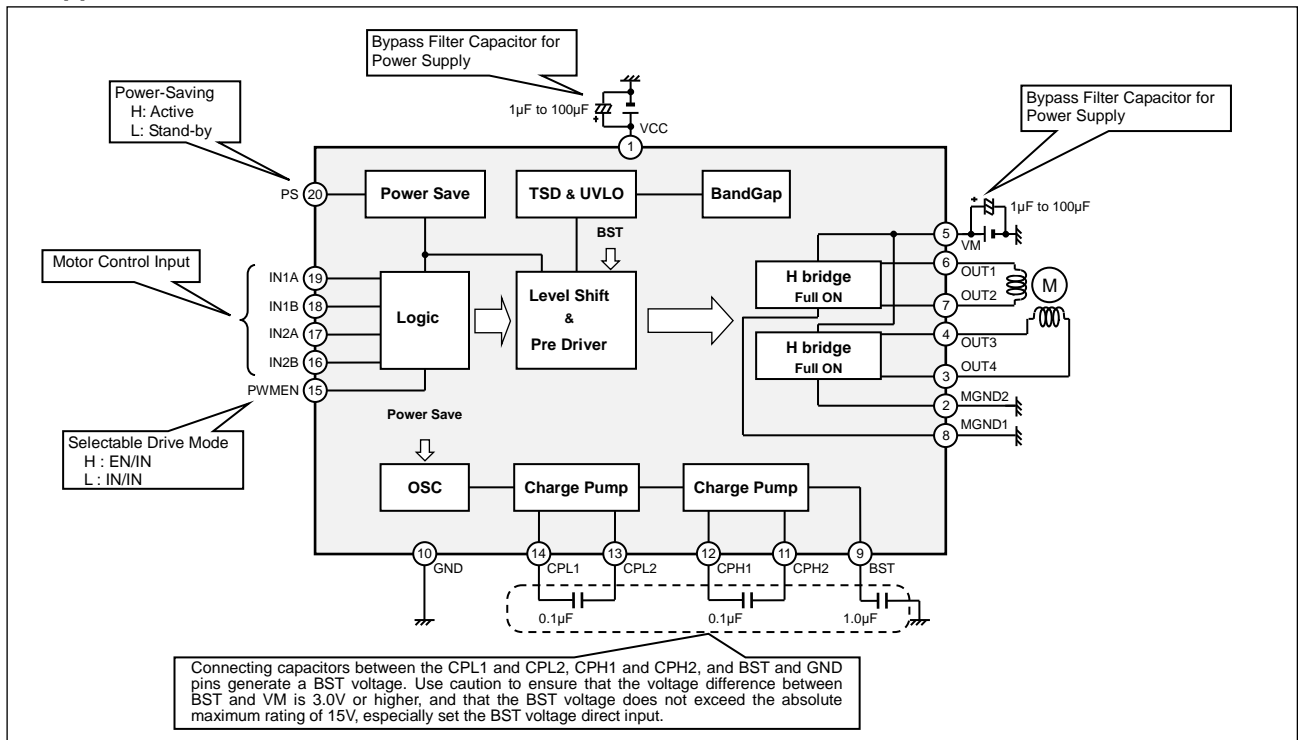 Bypass Filter Capacitor for
Power Supply
Power-Saving
H: Active
L: Stand-by
1µF to 100µF
+
VCC
1
Bypass Filter Capacitor for
Power Supply
PS 20
Power Save
TSD & UVLO
BandGap
+
1µF to 100µF
BST
5
VM
Motor Control Input
IN1A 19
IN1B 18
IN2A 17
IN2B 16
PWMEN 15
Logic
Level Shift
&
Pre Driver
H bridge
Full ON
H bridge
Full ON
6 OUT1
7 OUT2
M
4 OUT3
3 OUT4
2 MGND2
8 MGND1
Selectable Drive Mode
H : EN/IN
L : IN/IN
Power Save
OSC
Charge Pump
Charge Pump
10 GND
14 CPL1
13 CPL2
12 CPH1
11 CPH2
9 BST
0.1µF
0.1µF
1.0µF
Connecting capacitors between the CPL1 and CPL2, CPH1 and CPH2, and BST and GND
pins generate a BST voltage. Use caution to ensure that the voltage difference between
BST and VM is 3.0V or higher, and that the BST voltage does not exceed the absolute
maximum rating of 15V, especially set the BST voltage direct input.